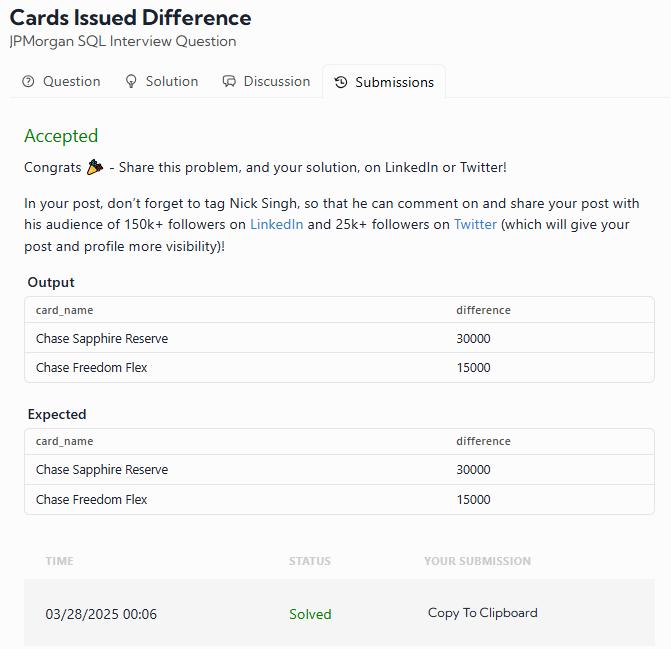 Cards Issued Difference
JPMorgan SQL Interview Question
Question Solution Discussion Submissions
Accepted
Congrats 🎉 - Share this problem, and your solution, on LinkedIn or Twitter!
In your post, don’t forget to tag Nick Singh, so that he can comment on and share your post with
his audience of 150k+ followers on LinkedIn and 25k+ followers on Twitter (which will give your
post and profile more visibility)!
Output
card_name difference
Chase Sapphire Reserve 30000
Chase Freedom Flex 15000
Expected
card_name difference
Chase Sapphire Reserve 30000
Chase Freedom Flex 15000
TIME STATUS YOUR SUBMISSION
03/28/2025 00:06 Solved Copy To Clipboard